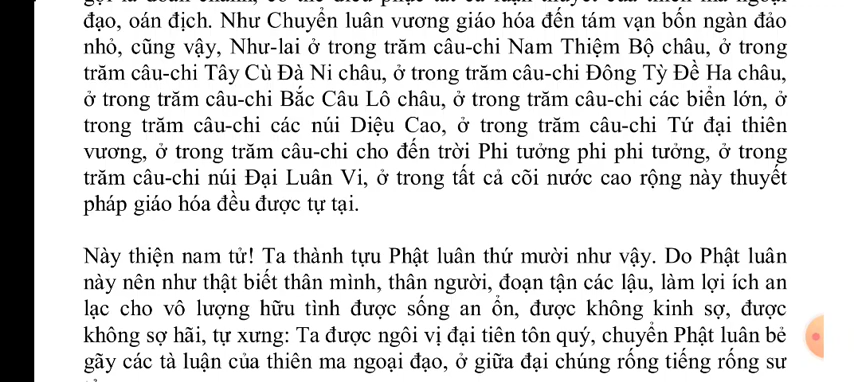 đạo, oán địch. Như Chuyển luân vương giáo hóa đến tám vạn bốn ngàn đảo
nhỏ, cũng vậy, Như-lai ở trong trăm câu-chi Nam Thiệm Bộ châu, ở trong
trăm câu-chi Tây Cù Đà Ni châu, ở trong trăm câu-chi Đông Tỳ Đề Ha châu,
ở trong trăm câu-chi Bắc Câu Lô châu, ở trong trăm câu-chi các biển lớn, ở
trong trăm câu-chi các núi Diệu Cao, ở trong trăm câu-chi Tứ đại thiên
vương, ở trong trăm câu-chi cho đến trời Phi tưởng phi phi tưởng, ở trong
trăm câu-chi núi Đại Luân Vi, ở trong tất cả cõi nước cao rộng này thuyết
pháp giáo hóa đều được tự tại.
Này thiện nam tử! Ta thành tựu Phật luân thứ mười như vậy. Do Phật luân
này nên như thật biết thân mình, thân người, đoạn tận các lậu, làm lợi ích an
lạc cho vô lượng hữu tình được sống an ổn, được không kinh sợ, được
không sợ hãi, tự xưng: Ta được ngôi vị đại tiên tôn quý, chuyển Phật luân bẻ
gãy các tà luận của thiên ma ngoại đạo, ở giữa đại chúng rống tiếng rống sư